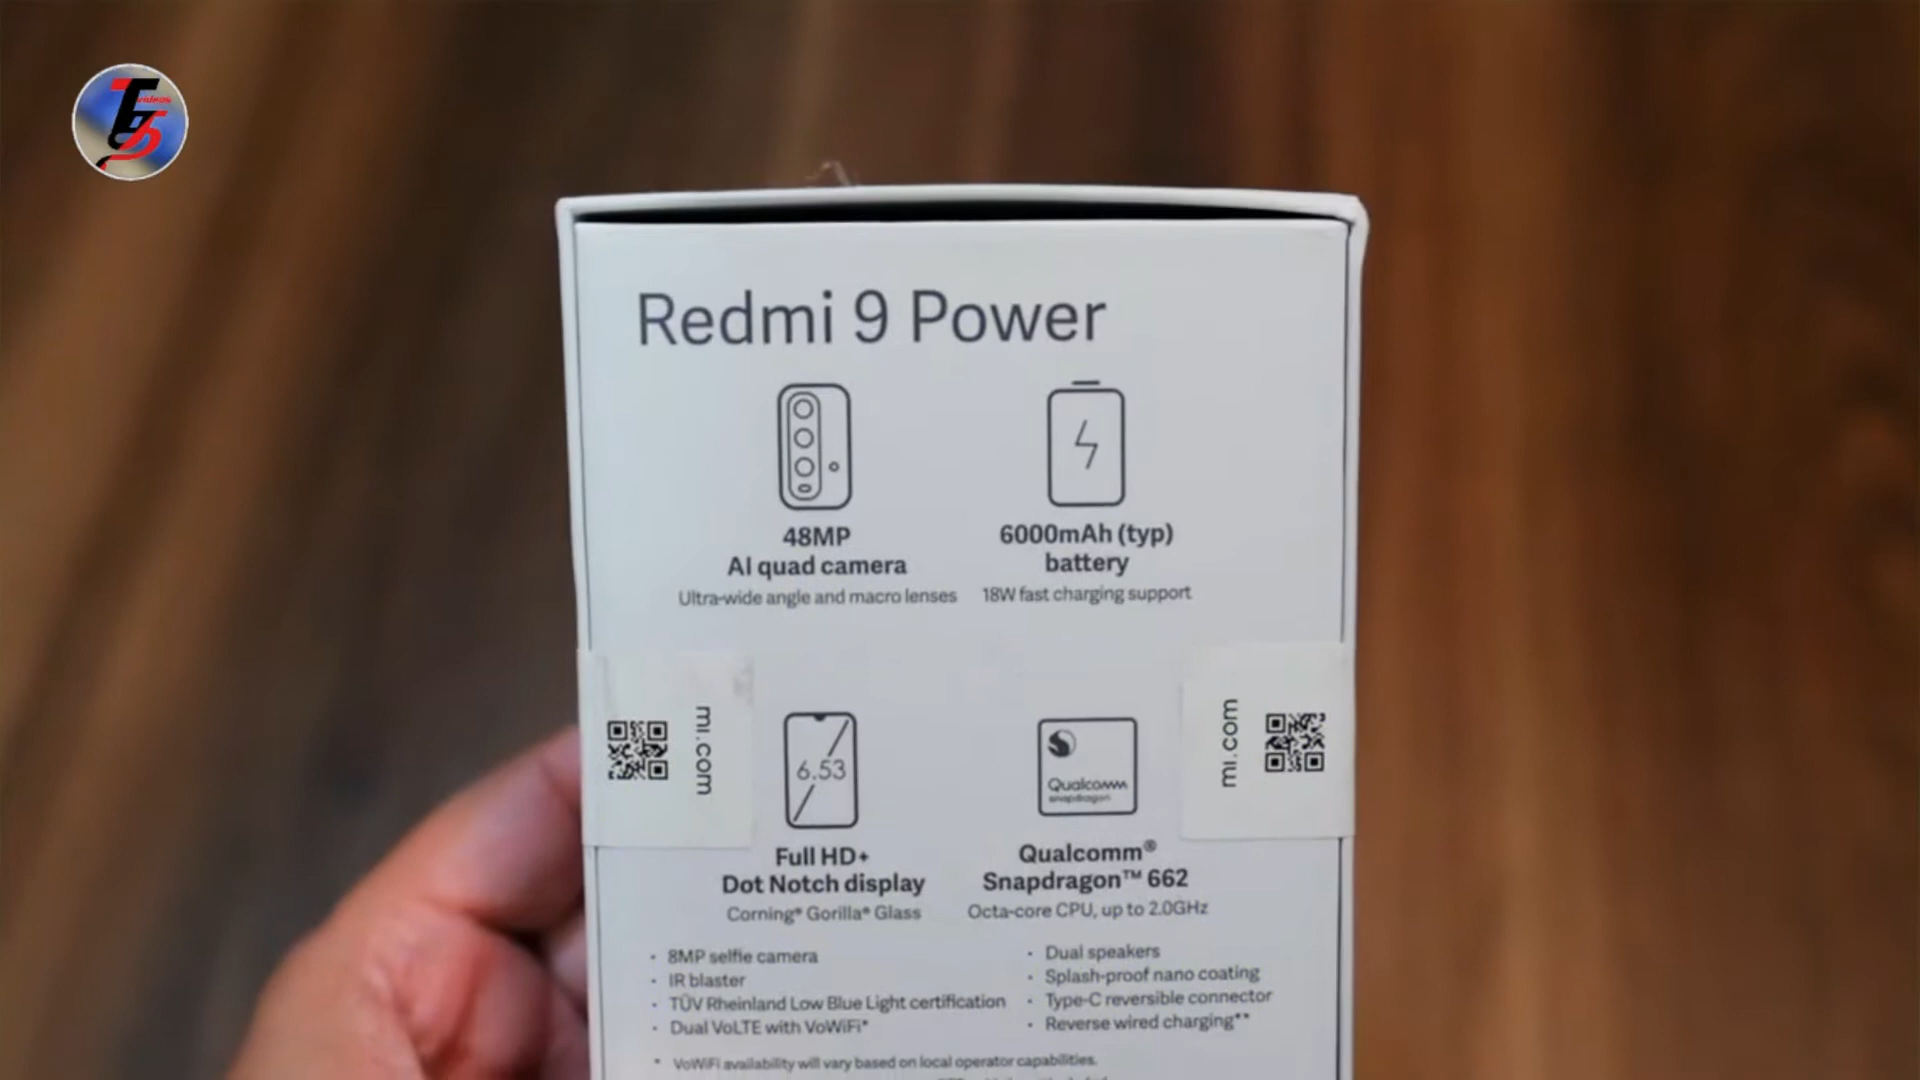 videos
Redmi 9 Power
48MP
AI quad camera
Ultra-wide angle and macro lenses
6000mAh (typ)
battery
18W fast charging support
mi.com
6.53
Full HD+
Dot Notch display
Corning® Gorilla® Glass
Qualcomm
snapdragon
Qualcomm®
Snapdragon™ 662
Octa-core CPU, up to 2.0GHz
mi.com
• 8MP selfie camera
• IR blaster
• TÜV Rheinland Low Blue Light certification
• Dual VoLTE with VoWiFi*
• Dual speakers
• Splash-proof nano coating
• Type-C reversible connector
• Reverse wired charging**
* VoWiFi availability will vary based on local operator capabilities.